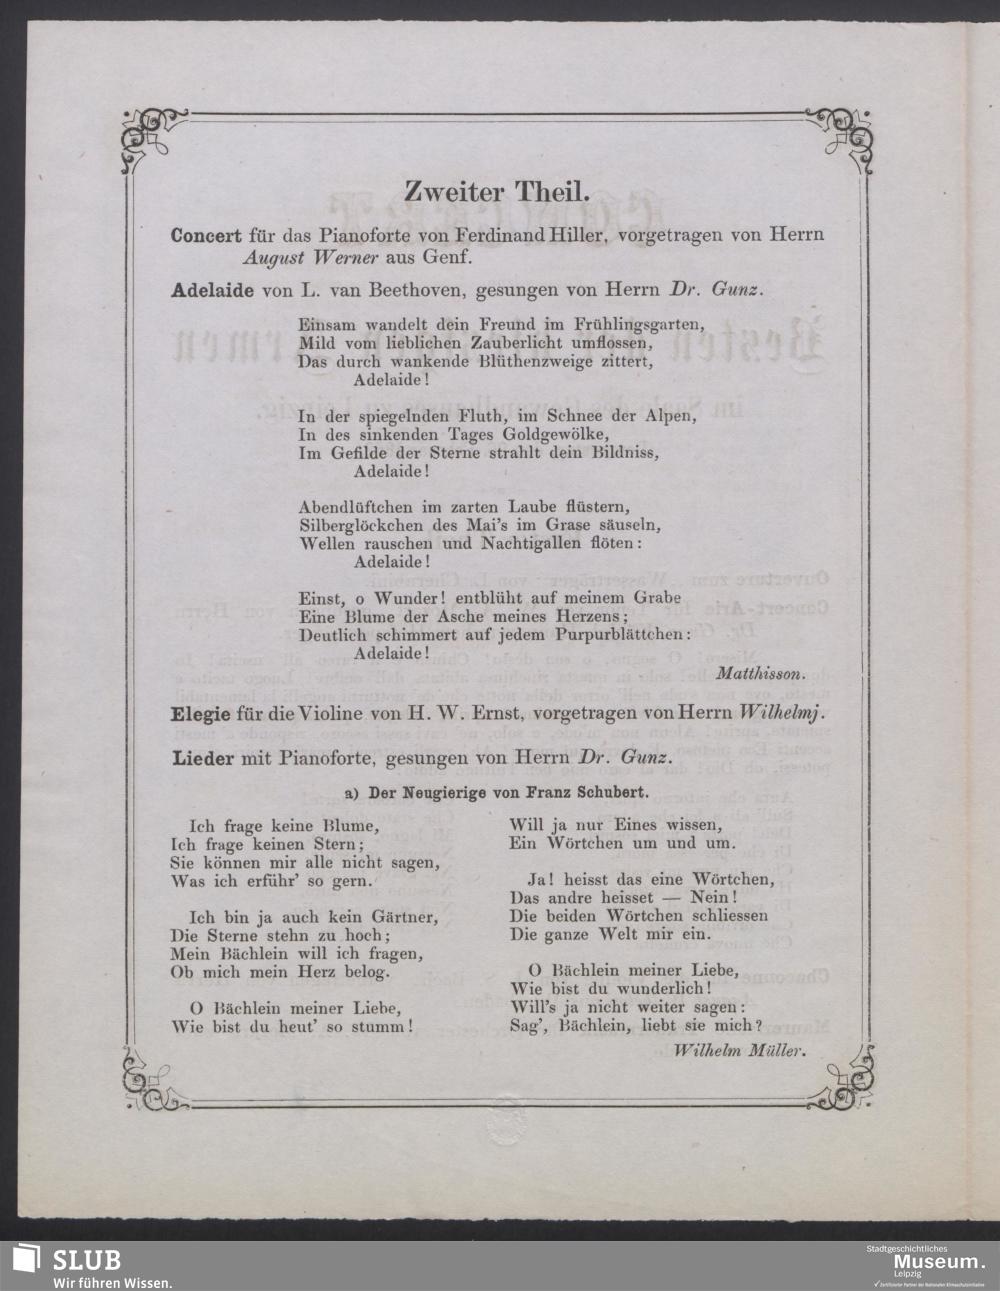 Zweiter Theil.
Concert für das Pianoforte von Ferdinand Hiller, vorgetragen von Herrn
August Werner aus Genf.
Adelaide von L. van Beethoven, gesungen von Herrn Dr. Gunz.
Einsam wandelt dein Freund im Frühlingsgarten,
Mild vom lieblichen Zauberlicht umflossen,
Das durch wankende Blüthenzweige zittert,
Adelaide!
In der spiegelnden Fluth, im Schnee der Alpen,
In des sinkenden Tages Goldgewölke,
Im Gefilde der Sterne strahlt dein Bildniss,
Adelaide!
Abendlüftchen im zarten Laube flüstern,
Silberglöckchen des Mai's im Grase säuseln,
Wellen rauschen und Nachtigallen flöten:
Adelaide!
Einst, o Wunder! entblüht auf meinem Grabe
Eine Blume der Asche meines Herzens;
Deutlich schimmert auf jedem Purpurblättchen:
Adelaide!
Matthisson.
Elegie für die Violine von H. W. Ernst, vorgetragen von Herrn Wilhelmj.
Lieder mit Pianoforte, gesungen von Herrn Dr. Gunz.
a) Der Neugierige von Franz Schubert.
Ich frage keine Blume,
Ich frage keinen Stern;
Sie können mir alle nicht sagen,
Was ich erführ' so gern.
Ich bin ja auch kein Gärtner,
Die Sterne stehn zu hoch;
Mein Bächlein will ich fragen,
Ob mich mein Herz belog.
O Bächlein meiner Liebe,
Wie bist du heut' so stumm!
Will ja nur Eines wissen,
Ein Wörtchen um und um.
Ja! heisst das eine Wörtchen,
Das andre heisset — Nein!
Die beiden Wörtchen schliessen
Die ganze Welt mir ein.
O Bächlein meiner Liebe,
Wie bist du wunderlich!
Will's ja nicht weiter sagen:
Sag', Bächlein, liebt sie mich?
Wilhelm Müller.
SLUB
Wir führen Wissen.
Stadtgeschichtliches
Museum.
Leipzig
Zertifizierter Partner der Nationalen Klimaschutzinitiative